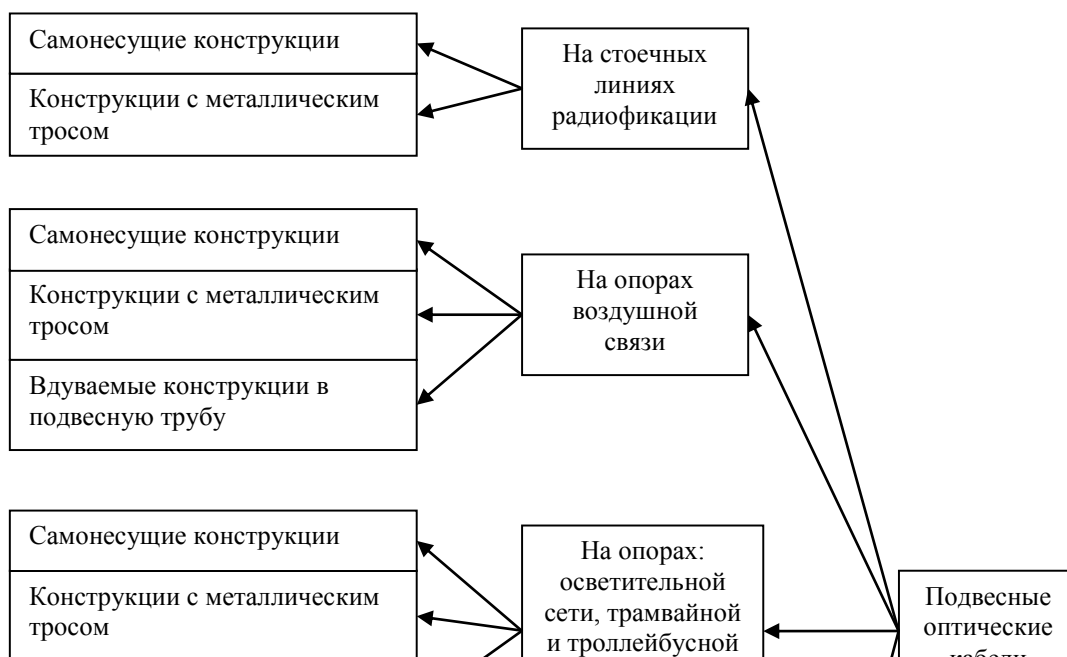 Самонесущие конструкции
Конструкции с металлическим
тросом
На стоечных
линиях
радиофикации
Самонесущие конструкции
Конструкции с металлическим
тросом
Вдуваемые конструкции в
подвесную трубу
На опорах
воздушной
связи
Самонесущие конструкции
Конструкции с металлическим
тросом
На опорах:
осветительной
сети, трамвайной
и троллейбусной
Подвесные
оптические
кабели